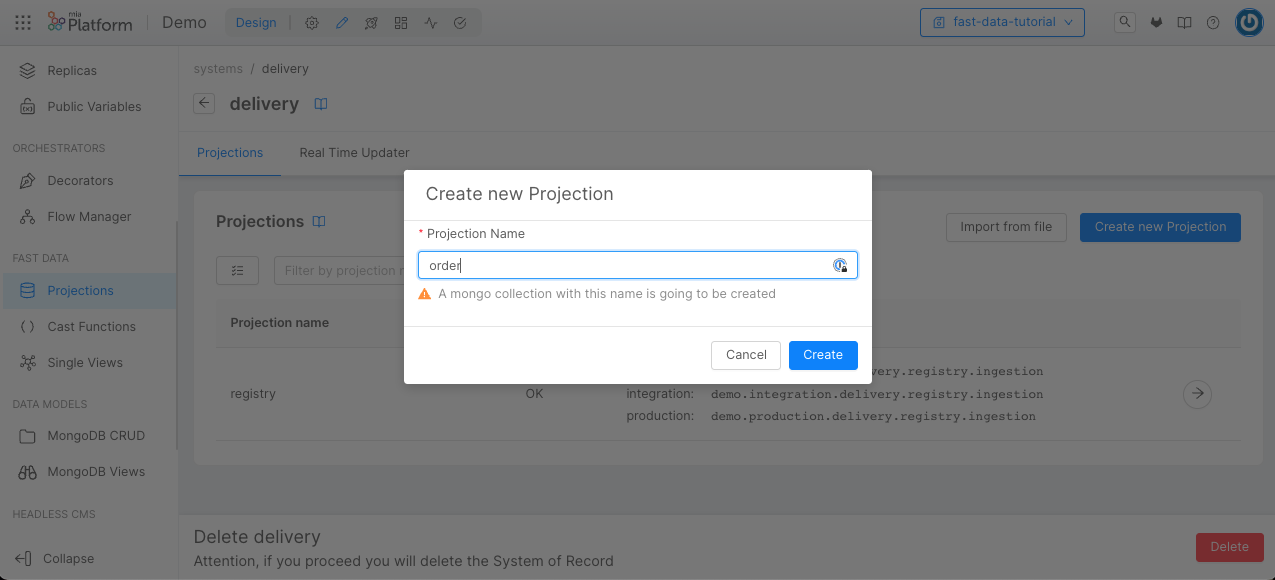 mia
Platform
Demo
Design
fast-data-tutorial
Replicas
Public Variables
ORCHESTRATORS
Decorators
Flow Manager
FAST DATA
Projections
Cast Functions
Single Views
DATA MODELS
MongoDB CRUD
MongoDB Views
HEADLESS CMS
Collapse
systems / delivery
delivery
Projections
Real Time Updater
Projections
Import from file
Create new Projection
Filter by projection
Projection name
registry
OK
very.registry.ingestion
integration: demo.integration.delivery.registry.ingestion
production: demo.production.delivery.registry.ingestion
Create new Projection
* Projection Name
order
A mongo collection with this name is going to be created
Cancel
Create
Delete delivery
Attention, if you proceed you will delete the System of Record
Delete